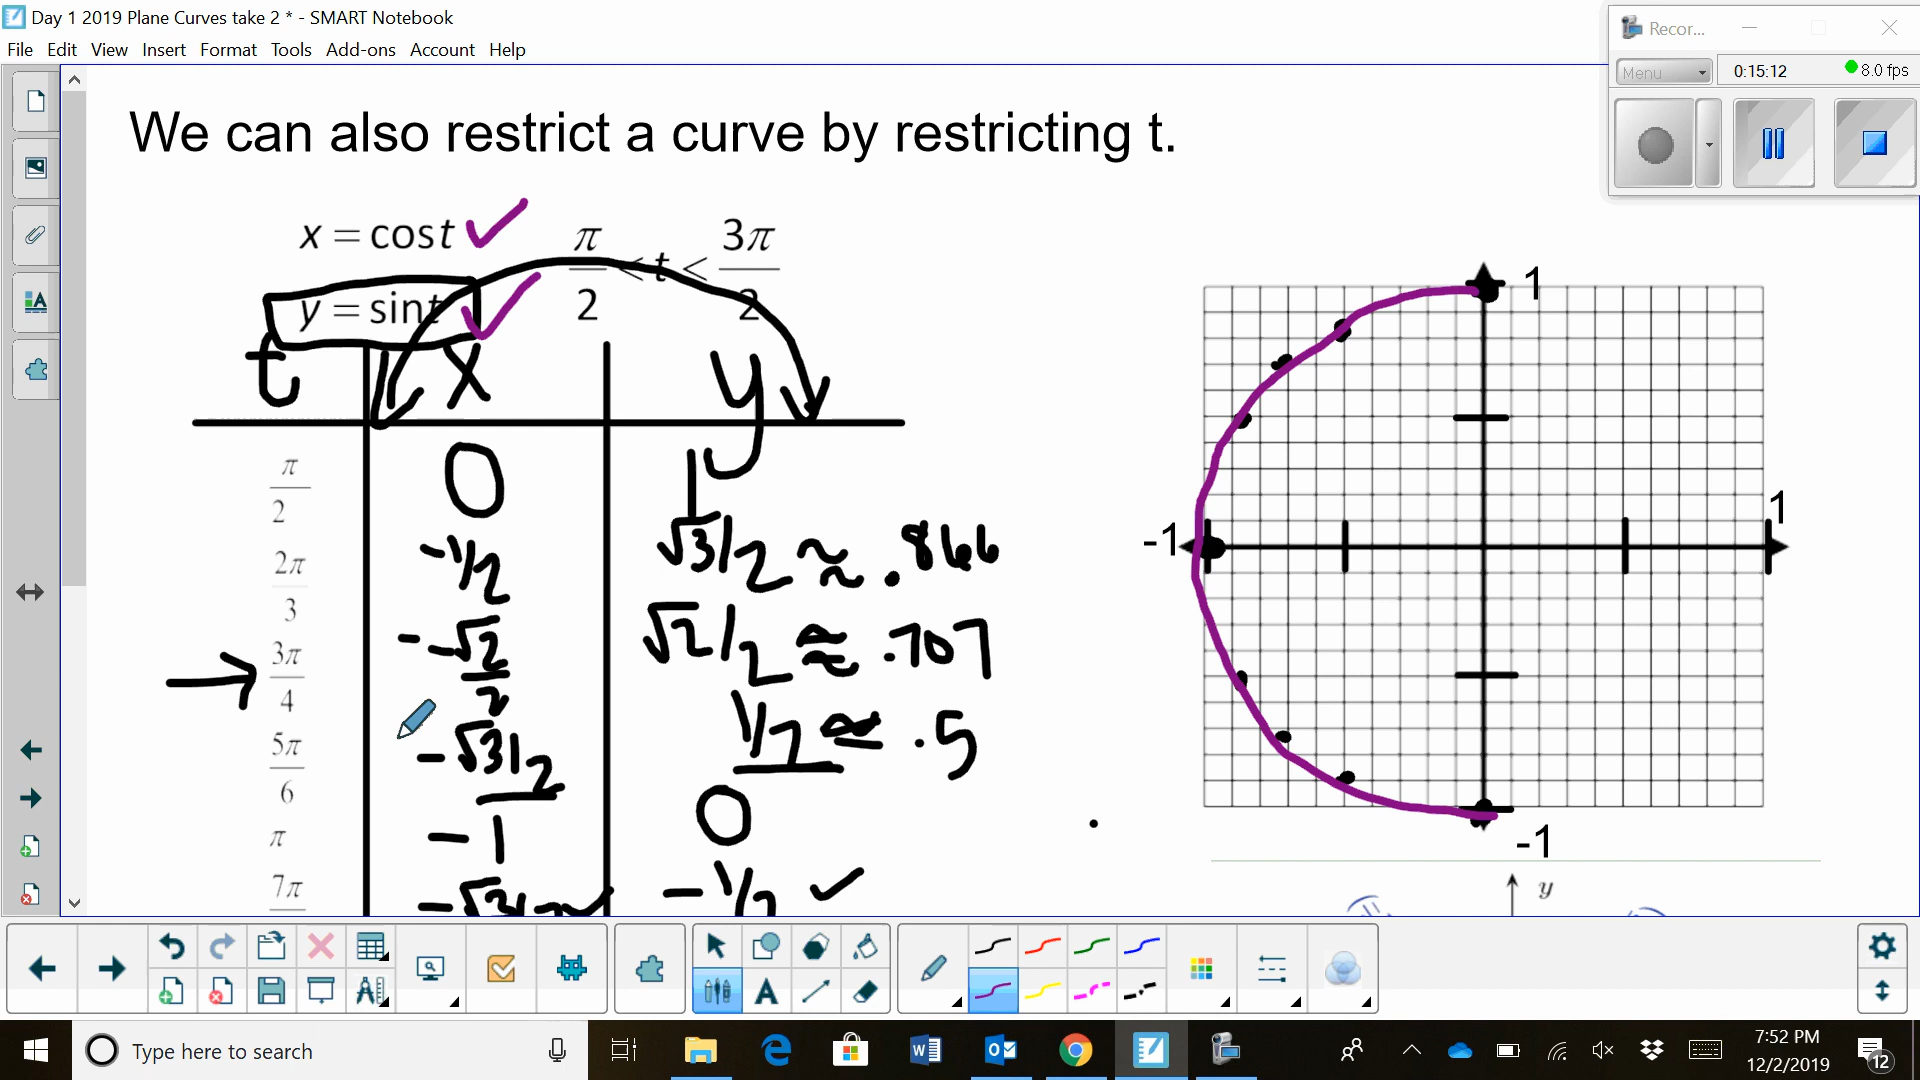 Day 1 2019 Plane Curves take 2 * - SMART Notebook
File Edit View Insert Format Tools Add-ons Account Help
Recor...
Menu 0:15:12 8.0 fps
We can also restrict a curve by restricting t.
x = cost π/2 < t < 3π/2
y = sint
t x y
π/2 0 1
2π/3 -1/2 √3/2 ≈ .866
3π/4 -√2/2 √2/2 ≈ .707
5π/6 -√3/2 1/2 ≈ .5
π -1 0
7π -1/2
1
-1 1
-1
y
A
Type here to search
7:52 PM
12/2/2019
12